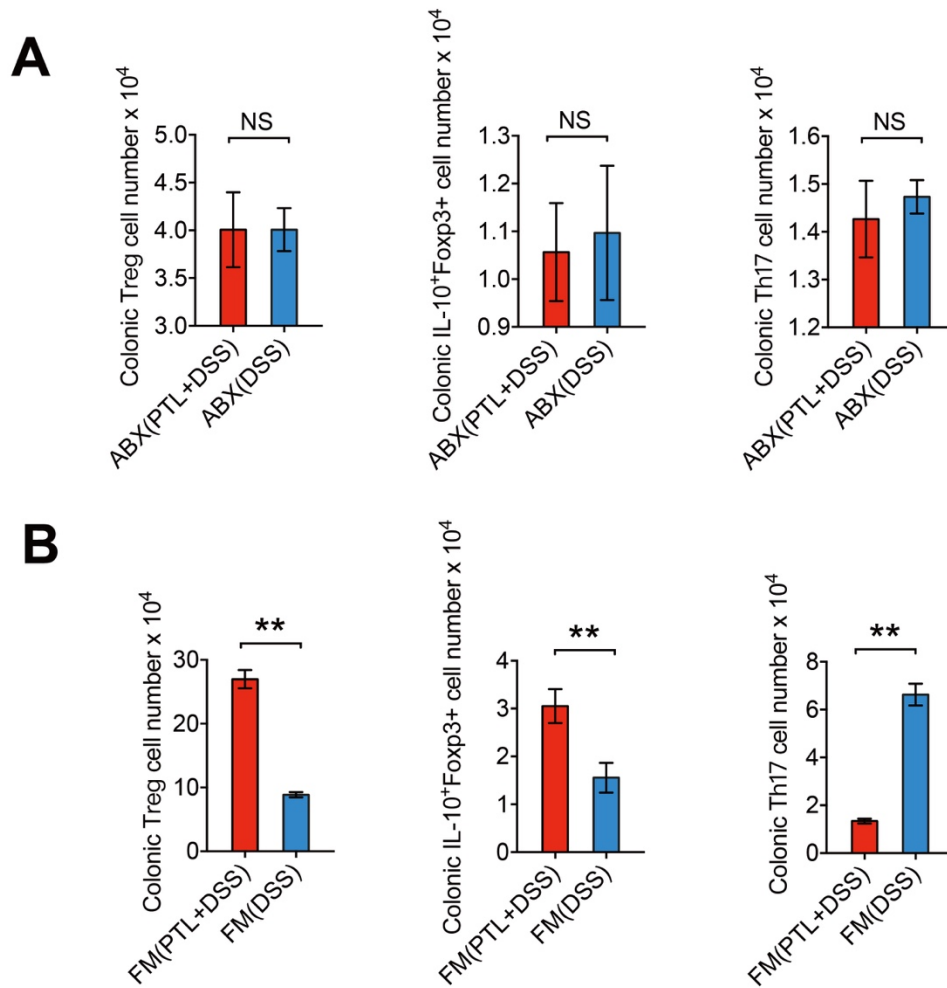 A
Colonic Treg cell number x 10⁴
NS
5.0
4.5
4.0
3.5
3.0
ABX(PTL+DSS)
ABX(DSS)
Colonic IL-10⁺Foxp3+ cell number x 10⁴
NS
1.3
1.2
1.1
1.0
0.9
ABX(PTL+DSS)
ABX(DSS)
Colonic Th17 cell number x 10⁴
NS
1.6
1.5
1.4
1.3
1.2
ABX(PTL+DSS)
ABX(DSS)
B
Colonic Treg cell number x 10⁴
**
30
20
10
0
FM(PTL+DSS)
FM(DSS)
Colonic IL-10⁺Foxp3+ cell number x 10⁴
**
4
3
2
1
0
FM(PTL+DSS)
FM(DSS)
Colonic Th17 cell number x 10⁴
**
8
6
4
2
0
FM(PTL+DSS)
FM(DSS)